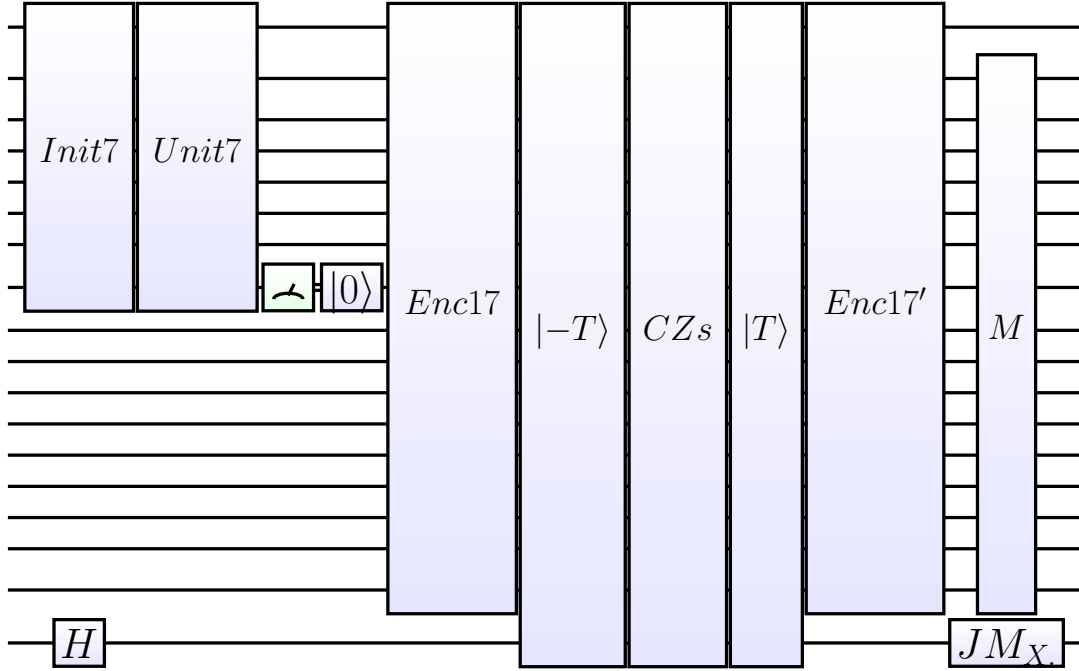 Init7
Unit7
|0⟩
Enc17
|−T⟩
CZs
|T⟩
Enc17′
M
H
JM_X.